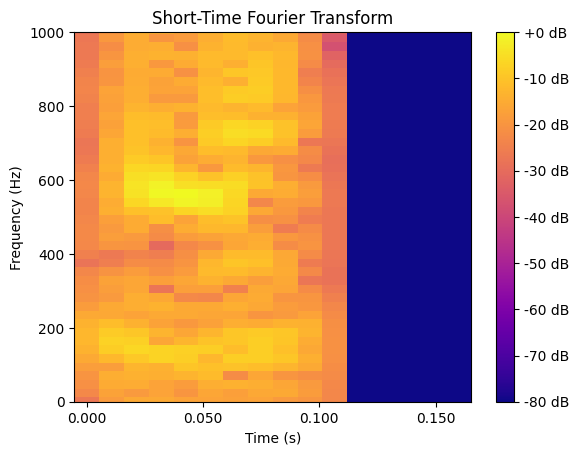 Short-Time Fourier Transform
1000
800
600
400
200
0
Frequency (Hz)
0.000
0.050
0.100
0.150
Time (s)
+0 dB
-10 dB
-20 dB
-30 dB
-40 dB
-50 dB
-60 dB
-70 dB
-80 dB